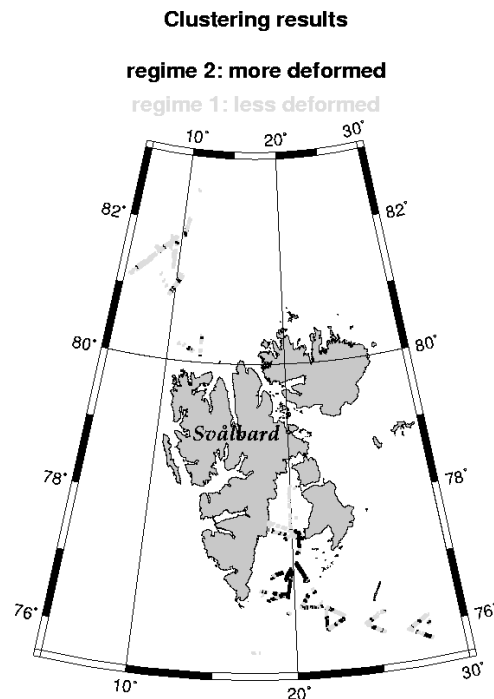 Clustering results
regime 2: more deformed
regime 1: less deformed
10° 20° 30°
82° 82°
80° 80°
Svålbard
78° 78°
76° 76°
10° 20° 30°